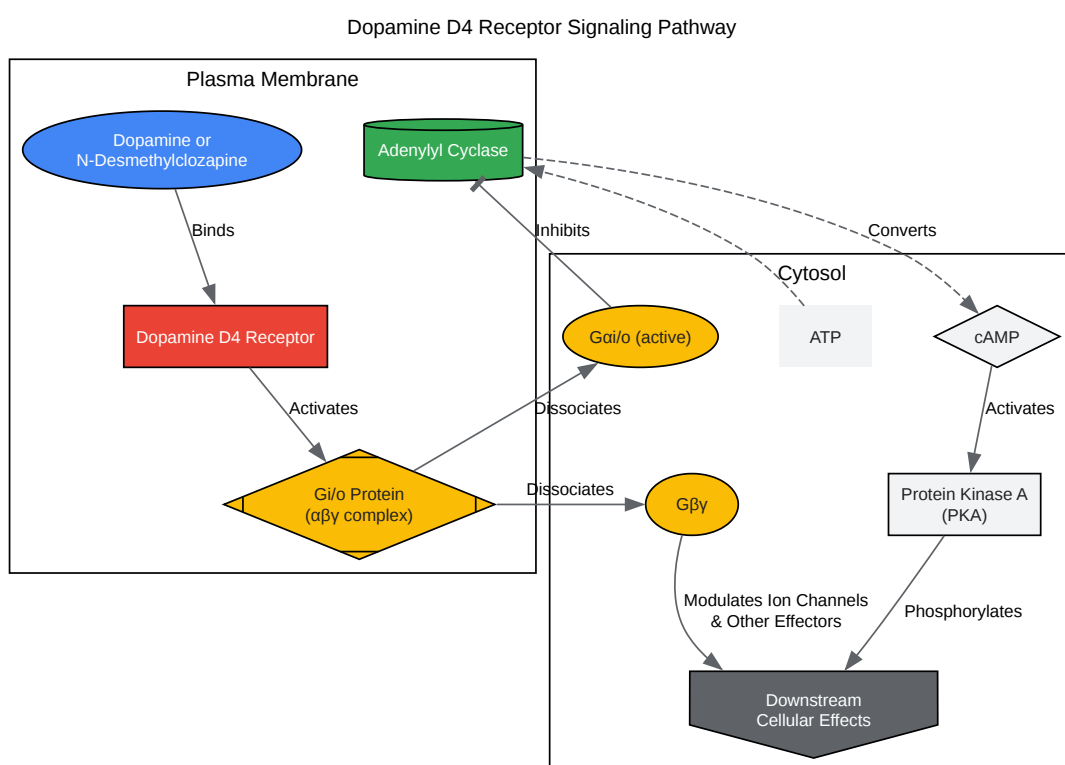 Dopamine D4 Receptor Signaling Pathway
Plasma Membrane
Dopamine or
N-Desmethylclozapine
Adenylyl Cyclase
Binds
Inhibits
Converts
Cytosol
Dopamine D4 Receptor
Gαi/o (active)
ATP
cAMP
Activates
Dissociates
Activates
Gi/o Protein
(αβγ complex)
Dissociates
Gβγ
Protein Kinase A
(PKA)
Modulates Ion Channels
& Other Effectors
Phosphorylates
Downstream
Cellular Effects